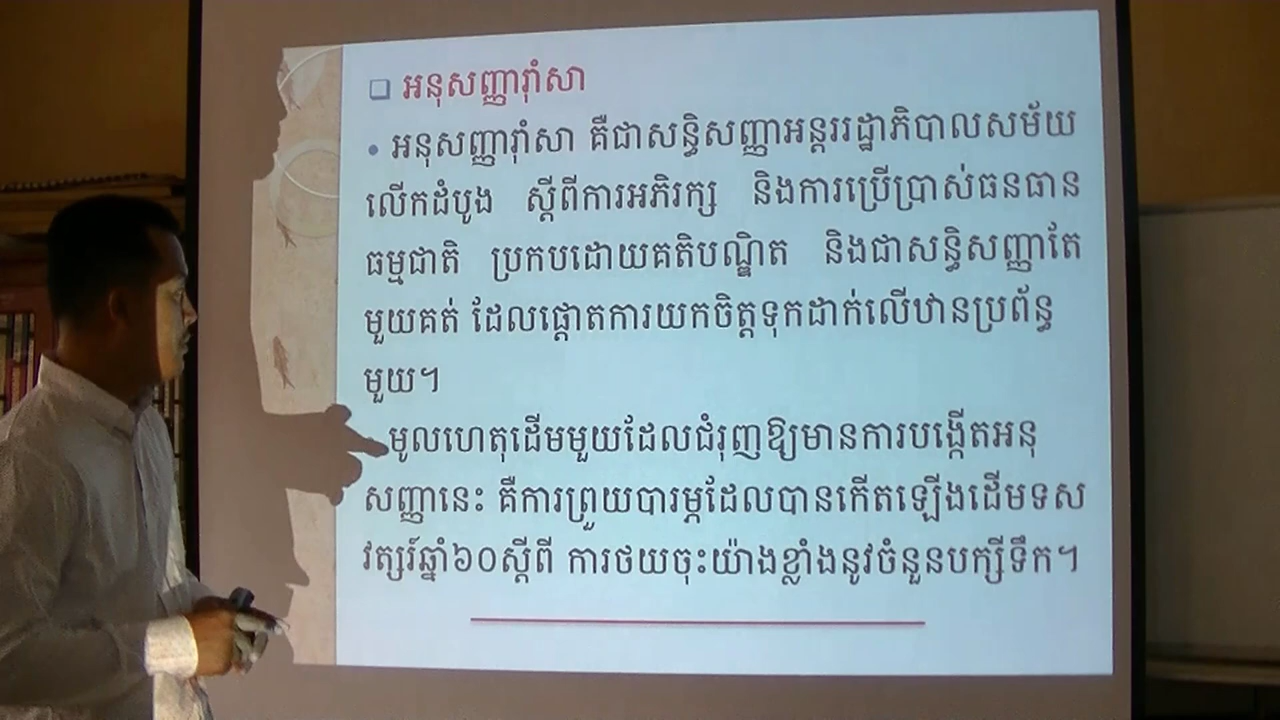 អនុសញ្ញារ៉ាំសា
អនុសញ្ញារ៉ាំសា គឺជាសន្ធិសញ្ញាអន្តររដ្ឋាភិបាលសម័យ
លើកដំបូង ស្តីពីការអភិរក្ស និងការប្រើប្រាស់ធនធាន
ធម្មជាតិ ប្រកបដោយគតិបណ្ឌិត និងជាសន្ធិសញ្ញាតែ
មួយគត់ ដែលផ្តោតការយកចិត្តទុកដាក់លើឋានប្រព័ន្ធ
មួយ។
មូលហេតុដើមមួយដែលជំរុញឱ្យមានការបង្កើតអនុ
សញ្ញានេះ គឺការព្រួយបារម្ភដែលបានកើតឡើងដើមទស
វត្សរ៍ឆ្នាំ៦០ស្តីពី ការថយចុះយ៉ាងខ្លាំងនូវចំនួនបក្សីទឹក។